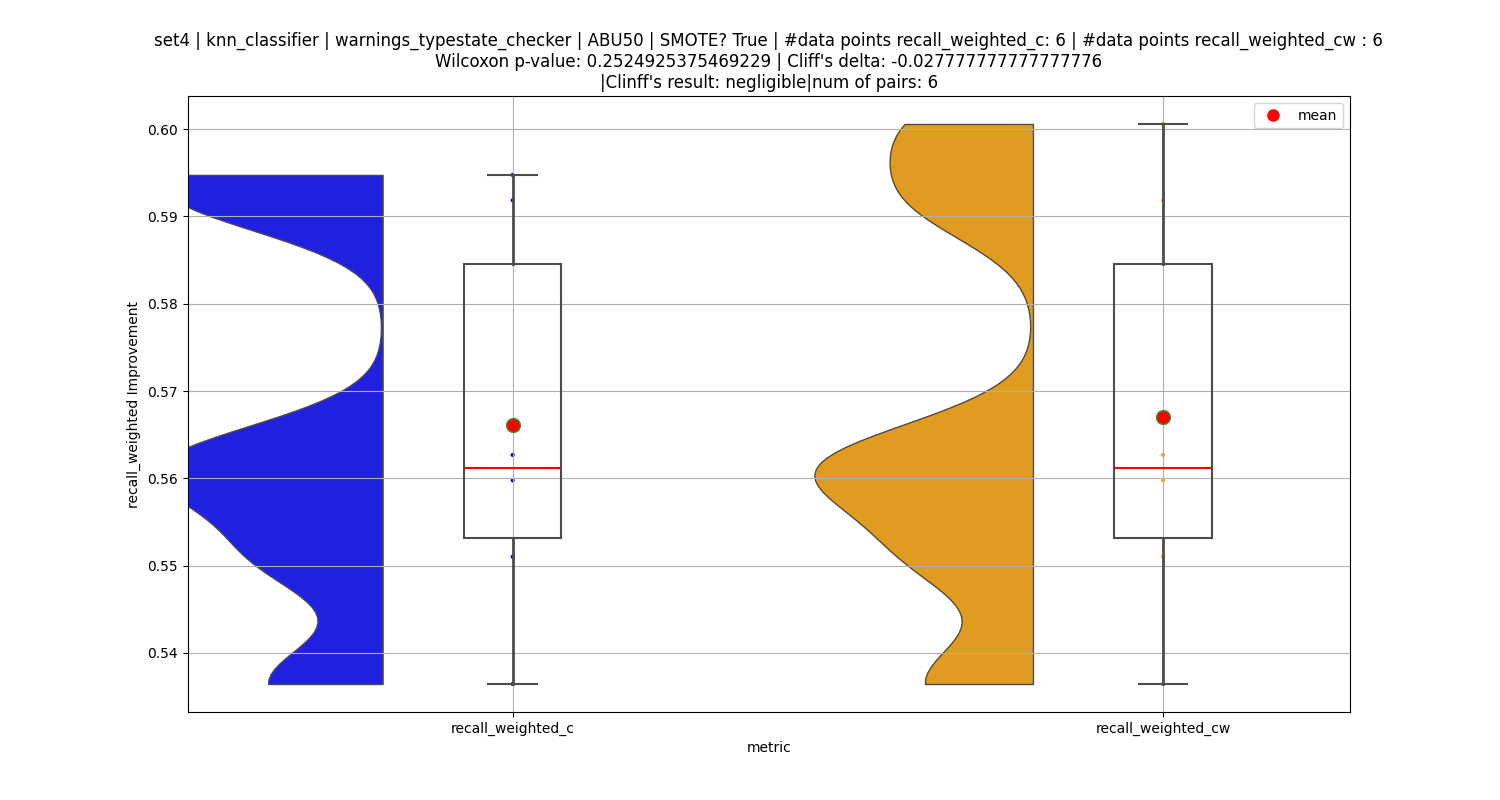 set4 | knn_classifier | warnings_typestate_checker | ABU50 | SMOTE? True | #data points recall_weighted_c: 6 | #data points recall_weighted_cw : 6
Wilcoxon p-value: 0.2524925375469229 | Cliff's delta: -0.027777777777777776
|Clinff's result: negligible|num of pairs: 6
mean
0.60
0.59
0.58
0.57
0.56
0.55
0.54
recall_weighted Improvement
recall_weighted_c
recall_weighted_cw
metric